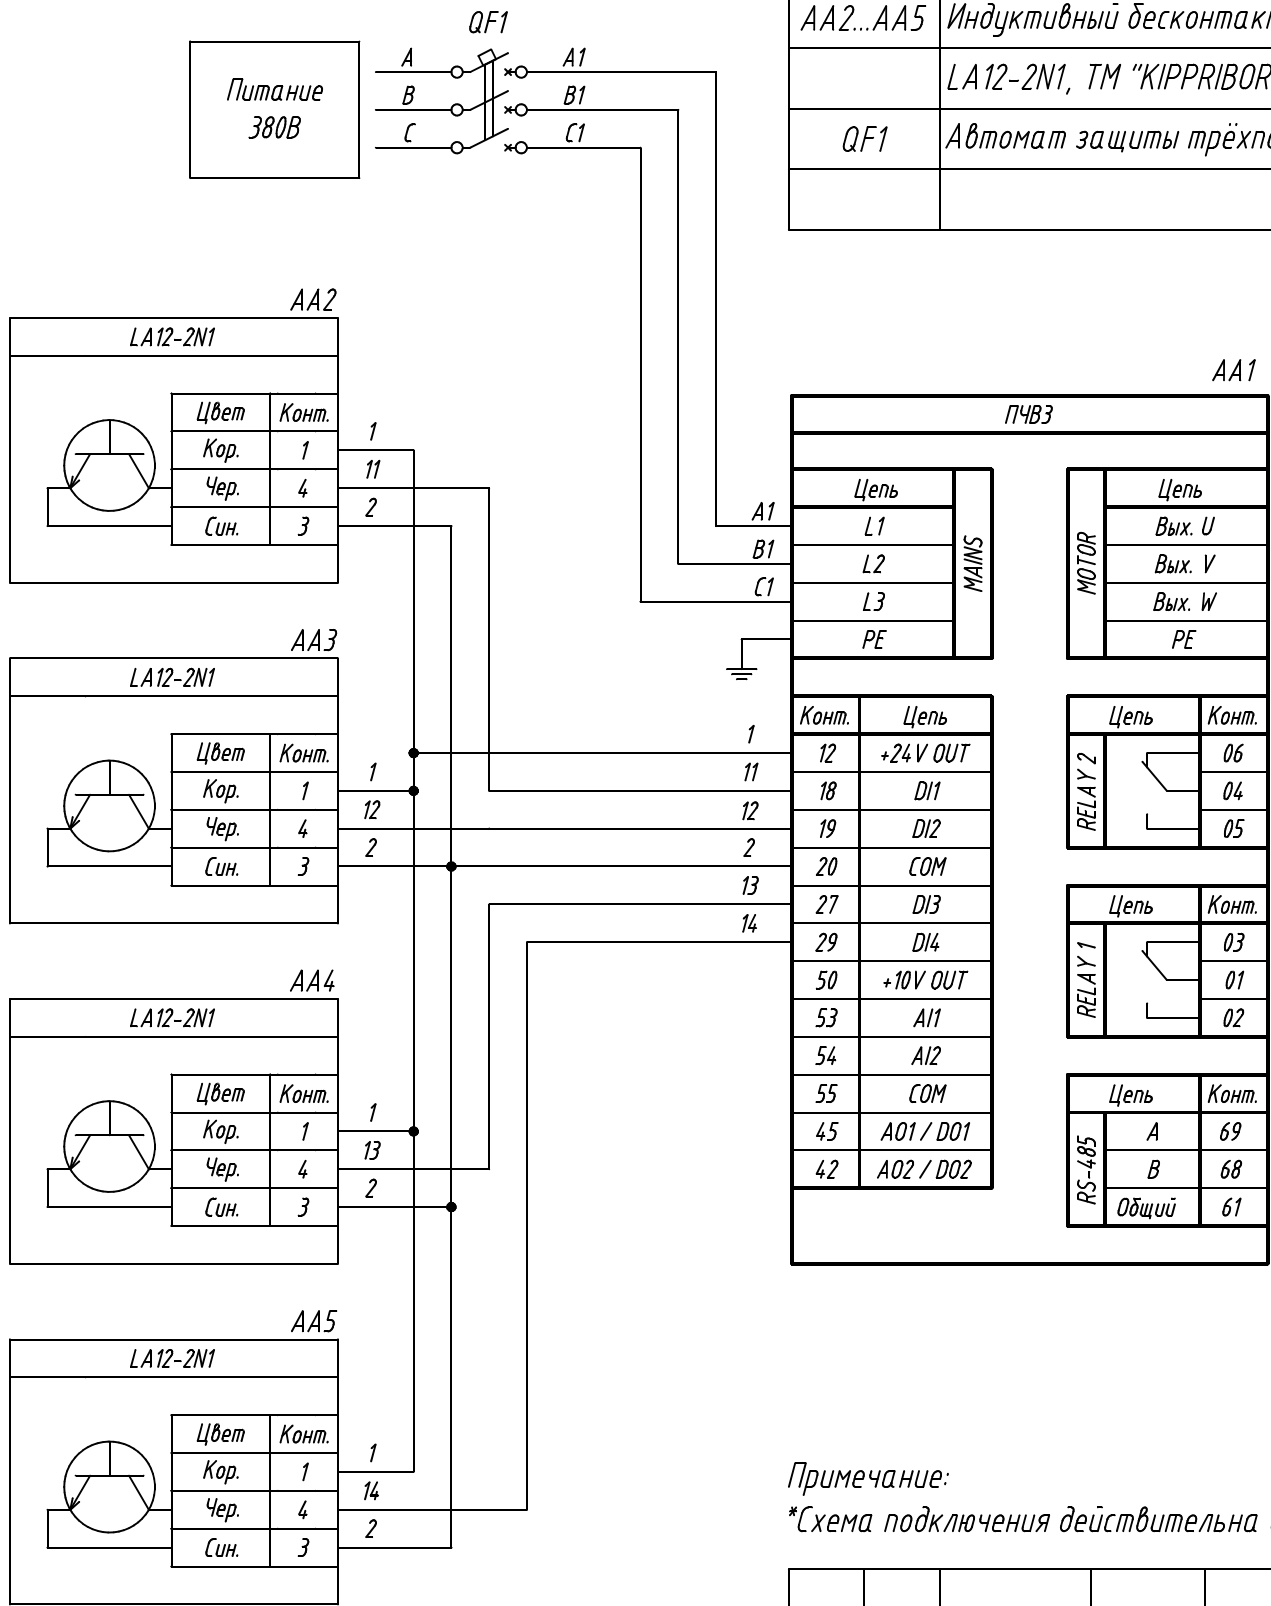 QF1
Питание
380В
A A1
B B1
C C1
AA2...AA5
LA12-2N1, ТМ "KIPPRIBOR
QF1 Автомат защиты
Индуктивный
AA2
LA12-2N1
Цвет Конт.
Кор. 1 1
Чер. 4 11
Син. 3 2
AA3
LA12-2N1
Цвет Конт.
Кор. 1 1
Чер. 4 12
Син. 3 2
AA4
LA12-2N1
Цвет Конт.
Кор. 1 1
Чер. 4 13
Син. 3 2
AA5
LA12-2N1
Цвет Конт.
Кор. 1 1
Чер. 4 14
Син. 3 2
AA1
ПЧВ3
Цепь
A1 L1
B1 L2
C1 L3
PE
MAINS
MOTOR
Цепь
Вых. U
Вых. V
Вых. W
PE
Конт. Цепь
1 12 +24V OUT
11 18 DI1
12 19 DI2
2 20 COM
13 27 DI3
14 29 DI4
50 +10V OUT
53 AI1
54 AI2
55 COM
45 AO1 / DO1
42 AO2 / DO2
Цепь Конт.
RELAY 2
06
04
05
Цепь Конт.
RELAY 1
03
01
02
Цепь Конт.
RS-485
A 69
B 68
Общий 61
Примечание:
*Схема подключения действительна